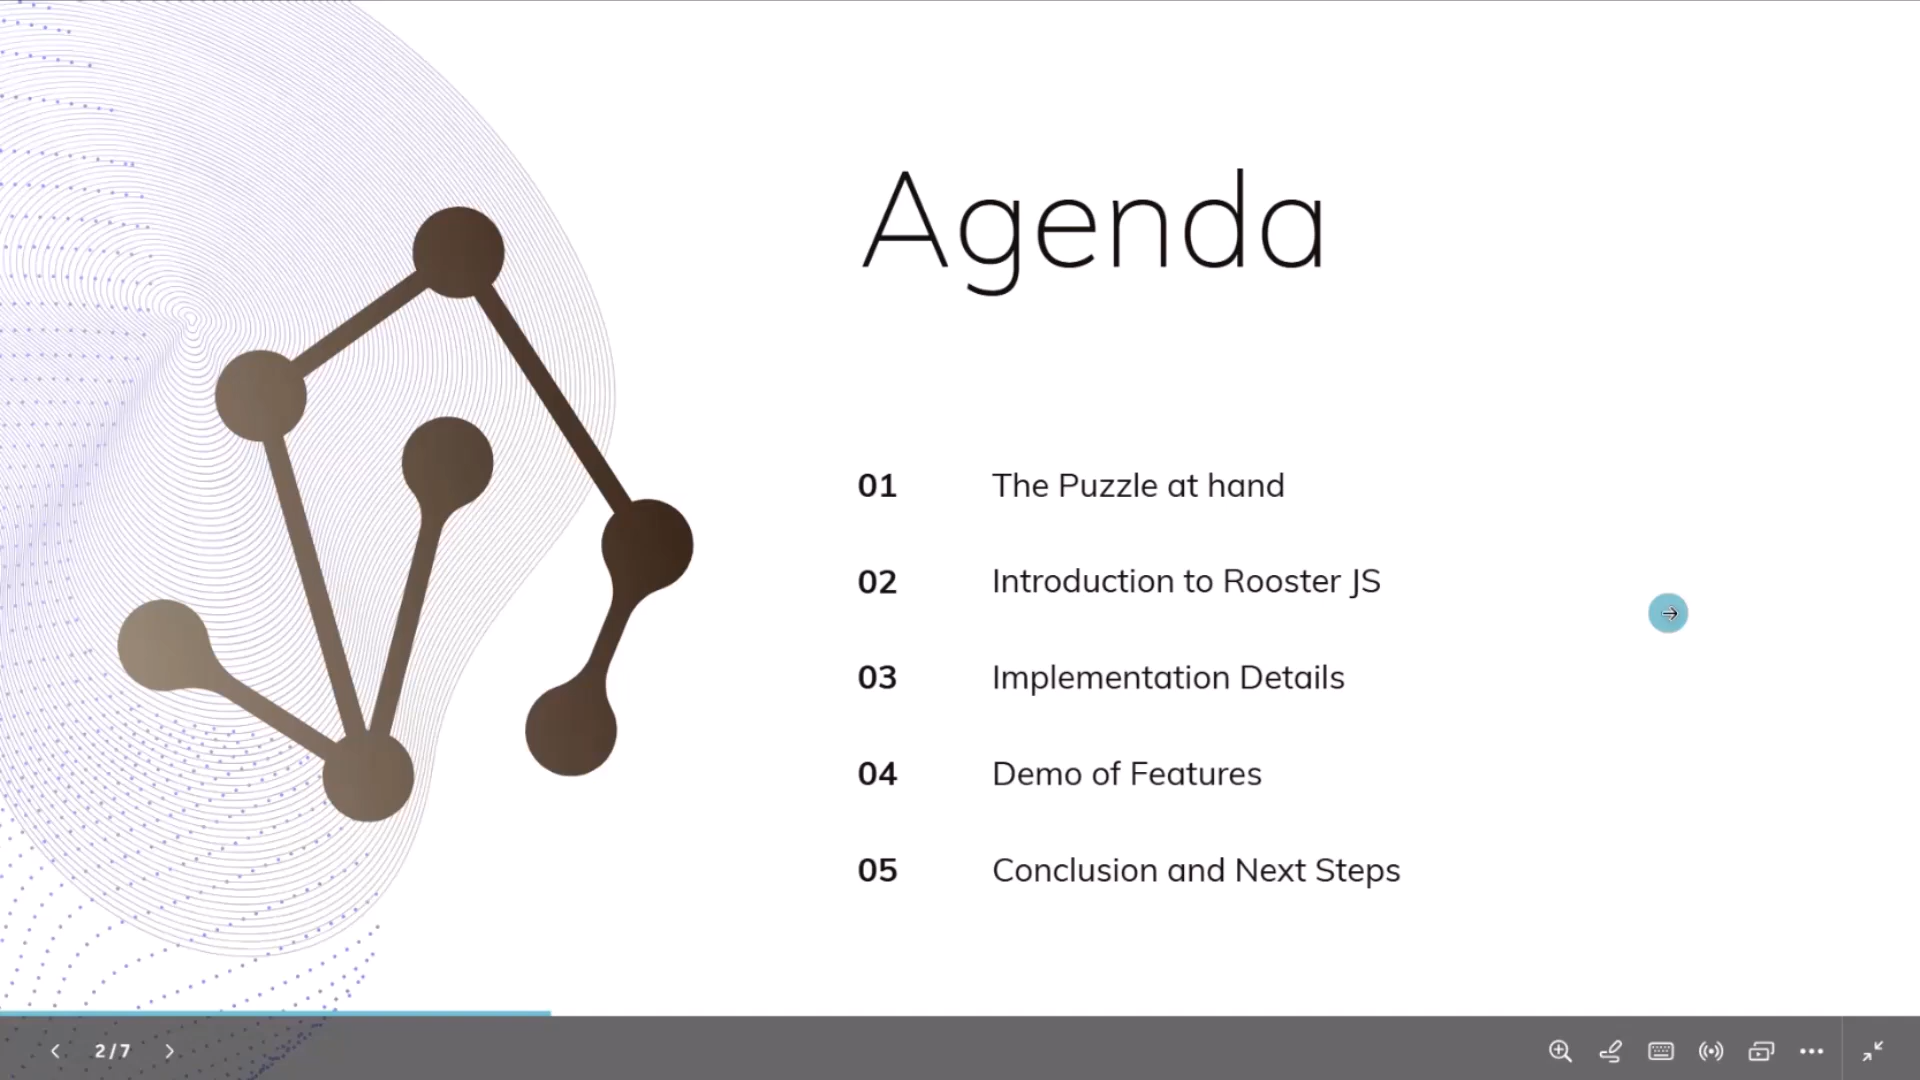 Agenda
01 The Puzzle at hand
02 Introduction to Rooster JS
03 Implementation Details
04 Demo of Features
05 Conclusion and Next Steps
2/7